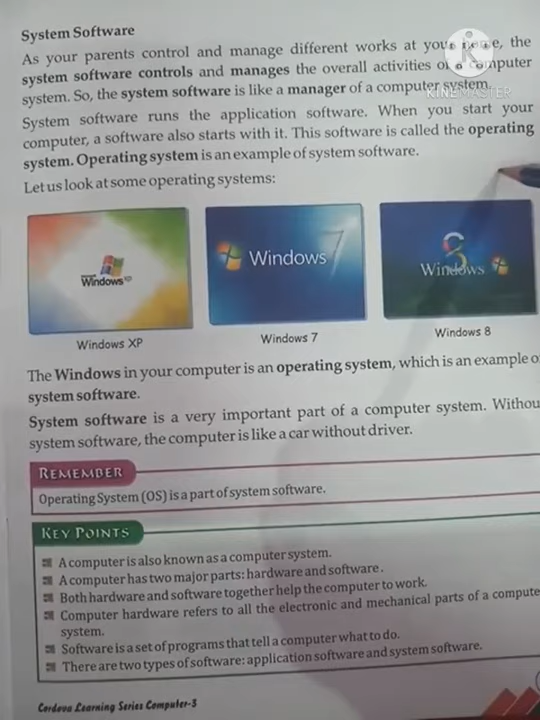 System Software
As your parents control and manage different works at your home, the
system software controls and manages the overall activities of a computer
system. So, the system software is like a manager of a computer system.
KINEMASTER
System software runs the application software. When you start your
computer, a software also starts with it. This software is called the operating
system. Operating system is an example of system software.
Let us look at some operating systems:
Microsoft
Windows xp
Windows 7
Windows 8
Windows XP
Windows 7
Windows 8
The Windows in your computer is an operating system, which is an example o
system software.
System software is a very important part of a computer system. Withou
system software, the computer is like a car without driver.
REMEMBER
Operating System (OS) is a part of system software.
KEY POINTS
A computer is also known as a computer system.
A computer has two major parts: hardware and software.
Both hardware and software together help the computer to work.
Computer hardware refers to all the electronic and mechanical parts of a compute
system.
Software is a set of programs that tell a computer what to do.
There are two types of software: application software and system software.
Cordova Learning Series Computer-3